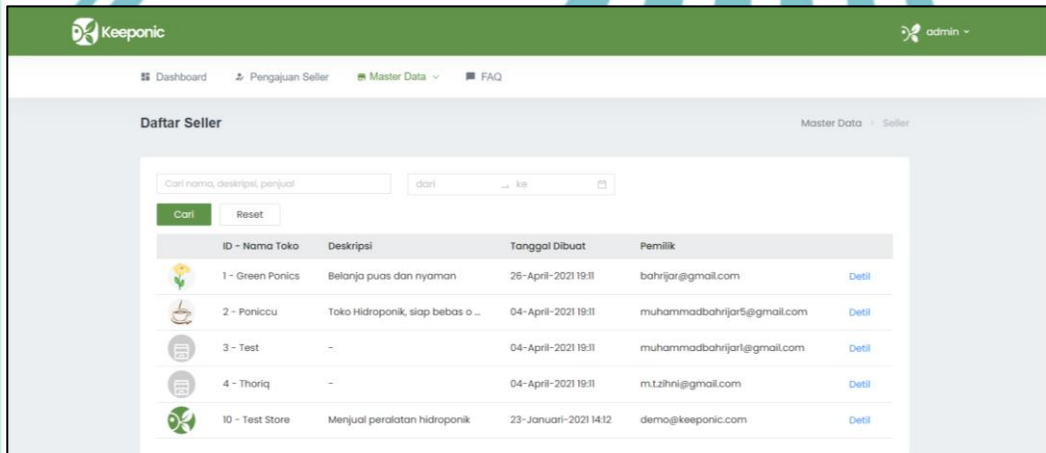 Keeponic
admin
Dashboard Pengajuan Seller Master Data FAQ
Daftar Seller Master Data Seller
Cari nama, deskripsi, penjual dari ke
Cari Reset
ID - Nama Toko Deskripsi Tanggal Dibuat Pemilik
1 - Green Ponics Belanja puas dan nyaman 26-April-2021 19:11 bahrijar@gmail.com Detil
2 - Poniccu Toko Hidroponik, siap bebas o ... 04-April-2021 19:11 muhammadbahrijar5@gmail.com Detil
3 - Test - 04-April-2021 19:11 muhammadbahrijar1@gmail.com Detil
4 - Thoriq - 04-April-2021 19:11 m.t.zihni@gmail.com Detil
10 - Test Store Menjual peralatan hidroponik 23-Januari-2021 14:12 demo@keeponic.com Detil